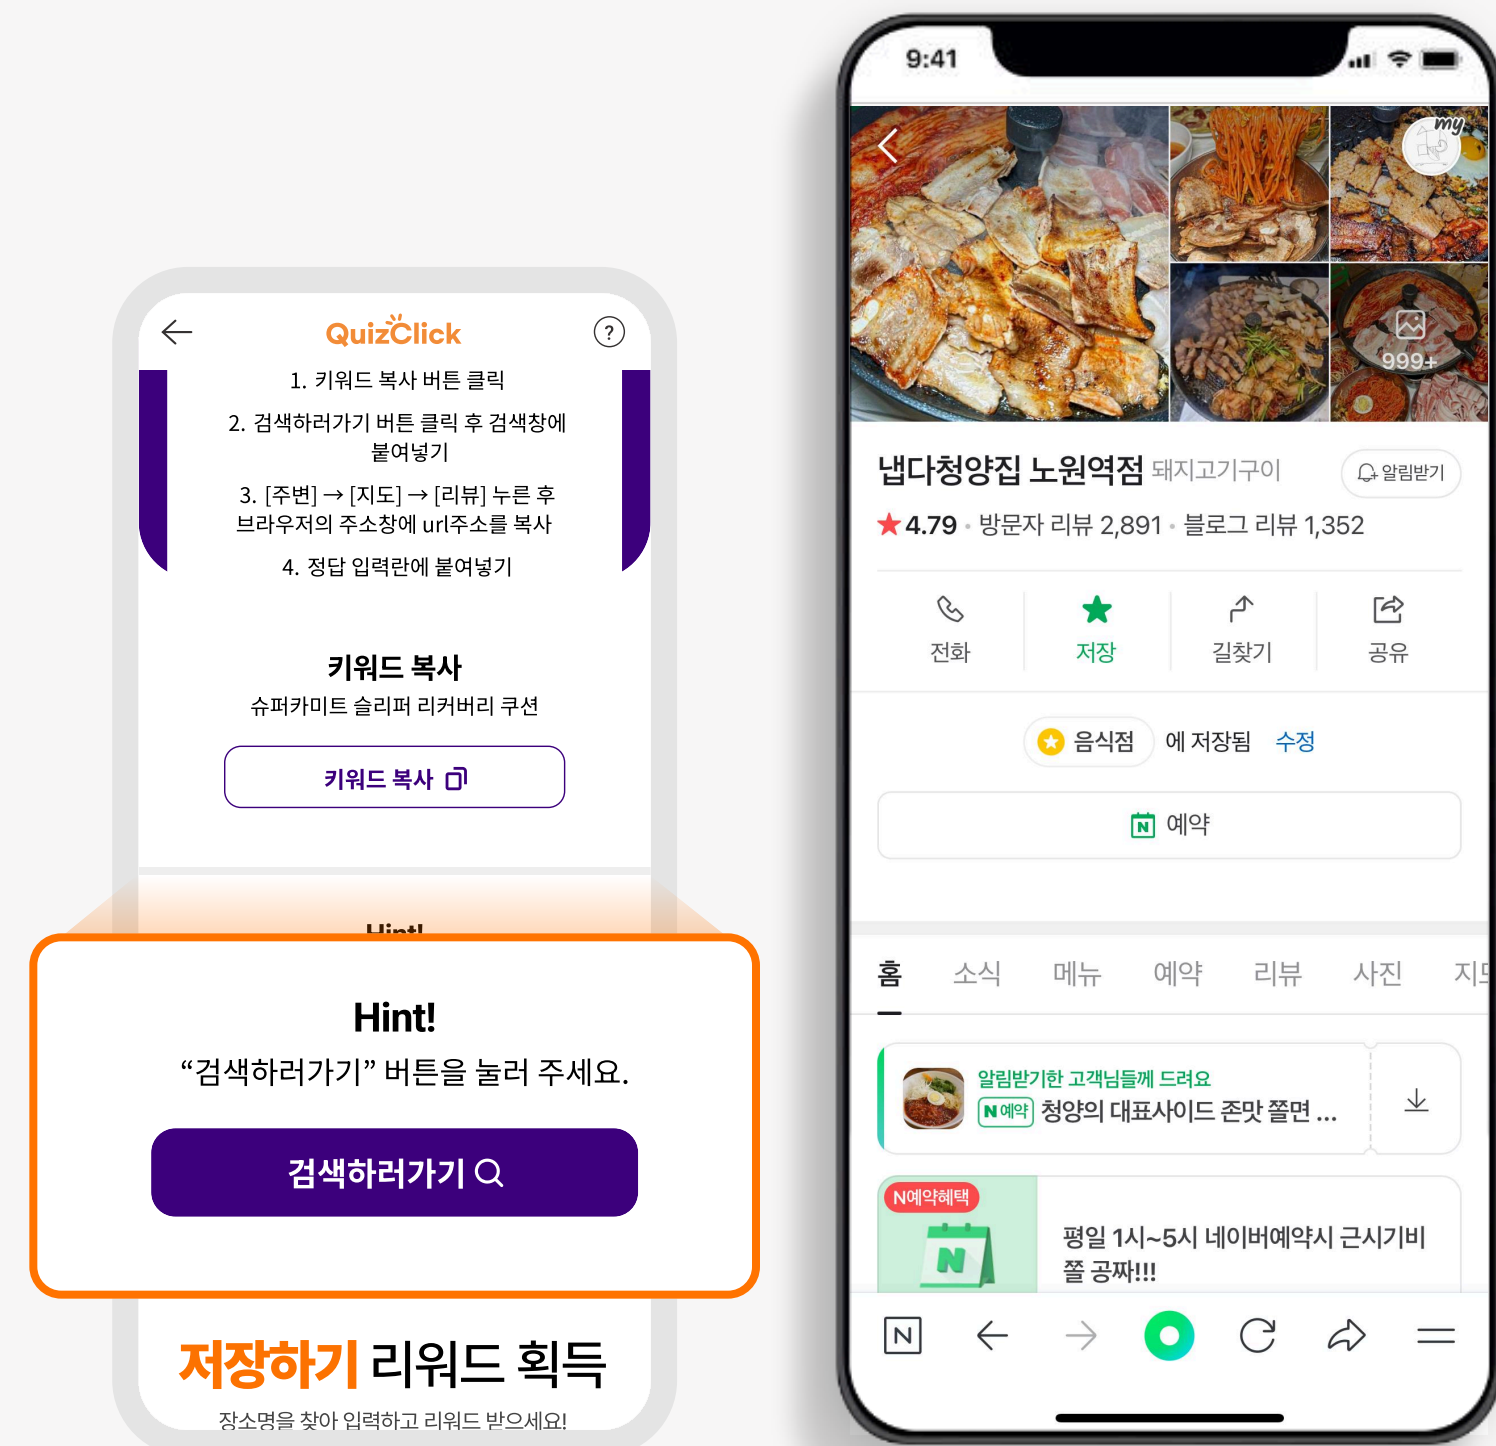 QuizClick
?
1. 키워드 복사 버튼 클릭
2. 검색하러가기 버튼 클릭 후 검색창에
붙여넣기
3. [주변] → [지도] → [리뷰] 누른 후
브라우저의 주소창에 url주소를 복사
4. 정답 입력란에 붙여넣기
키워드 복사
슈퍼카미트 슬리퍼 리커버리 쿠션
키워드 복사
Hint!
Hint!
“검색하러가기” 버튼을 눌러 주세요.
검색하러가기
저장하기 리워드 획득
장소명을 찾아 입력하고 리워드 받으세요!
9:41
my
999+
냅다청양집 노원역점 돼지고기구이
알림받기
4.79 · 방문자 리뷰 2,891 · 블로그 리뷰 1,352
전화 저장 길찾기 공유
음식점 에 저장됨 수정
N 예약
홈 소식 메뉴 예약 리뷰 사진 지도
알림받기한 고객님들께 드려요
N예약 청양의 대표사이드 존맛 쫄면 ...
N예약혜택
N
평일 1시~5시 네이버예약시 근시기비
쫄 공짜!!!
N